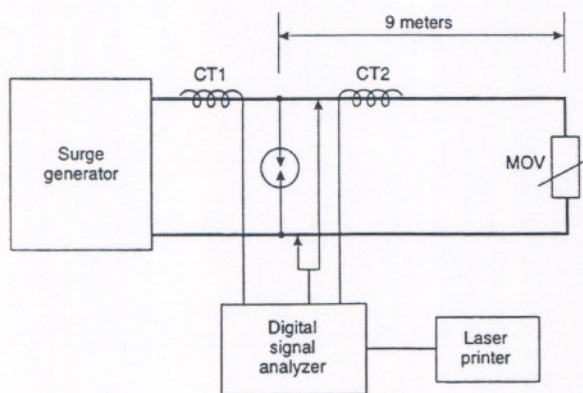 9 meters
CT1
CT2
Surge
generator
MOV
Digital
signal
analyzer
Laser
printer